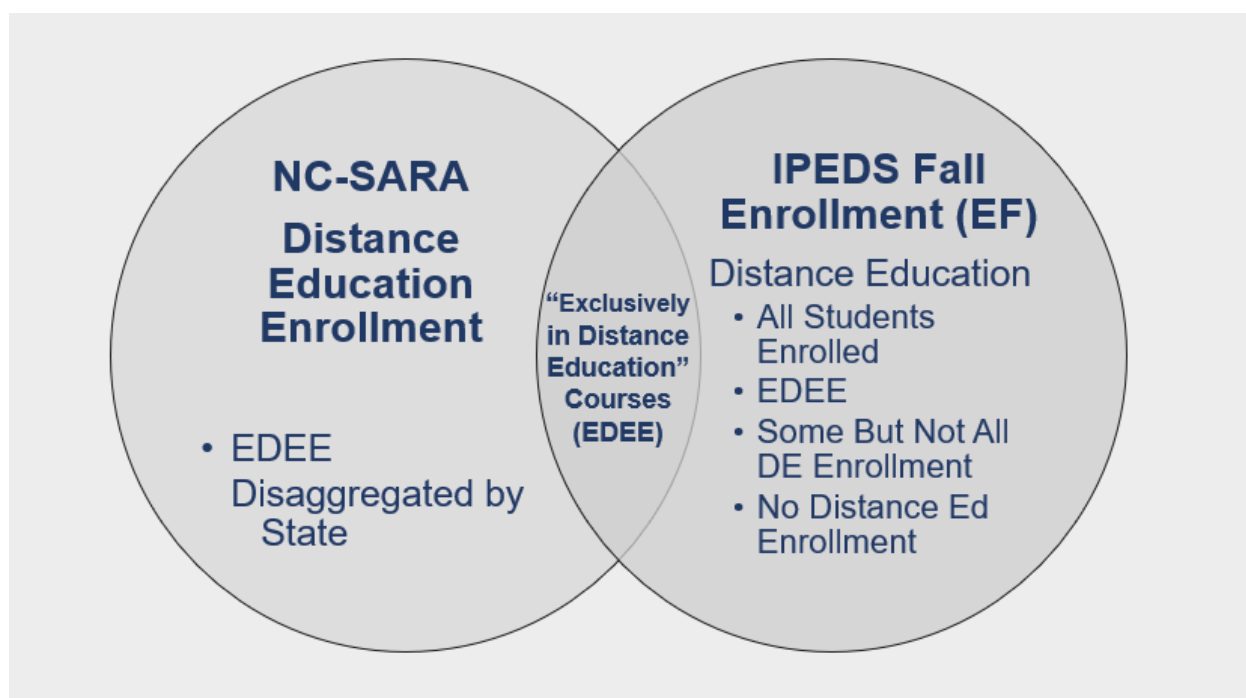 NC-SARA
Distance
Education
Enrollment
• EDEE
Disaggregated by
State
“Exclusively
in Distance
Education”
Courses
(EDEE)
IPEDS Fall
Enrollment (EF)
Distance Education
• All Students
Enrolled
• EDEE
• Some But Not All
DE Enrollment
• No Distance Ed
Enrollment